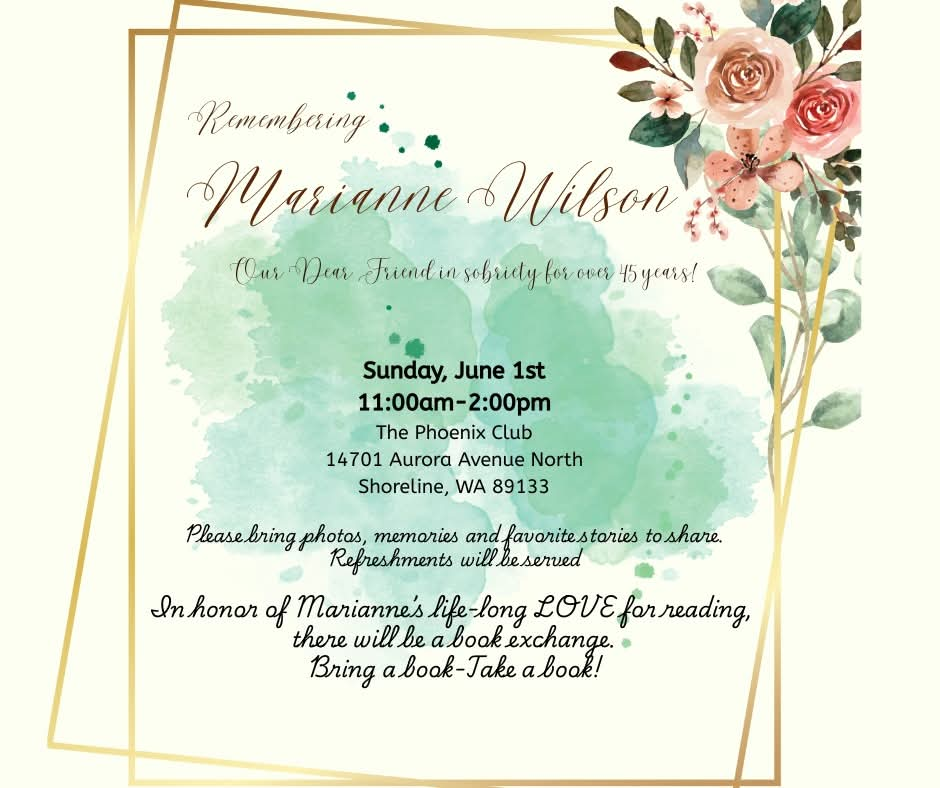 Remembering
Marianne Wilson
Our Dear Friend in sobriety for over 45 years!
Sunday, June 1st
11:00am-2:00pm
The Phoenix Club
14701 Aurora Avenue North
Shoreline, WA 89133
Please bring photos, memories and favorite stories to share.
Refreshments will be served
In honor of Marianne's life-long LOVE for reading,
there will be a book exchange.
Bring a book-Take a book!